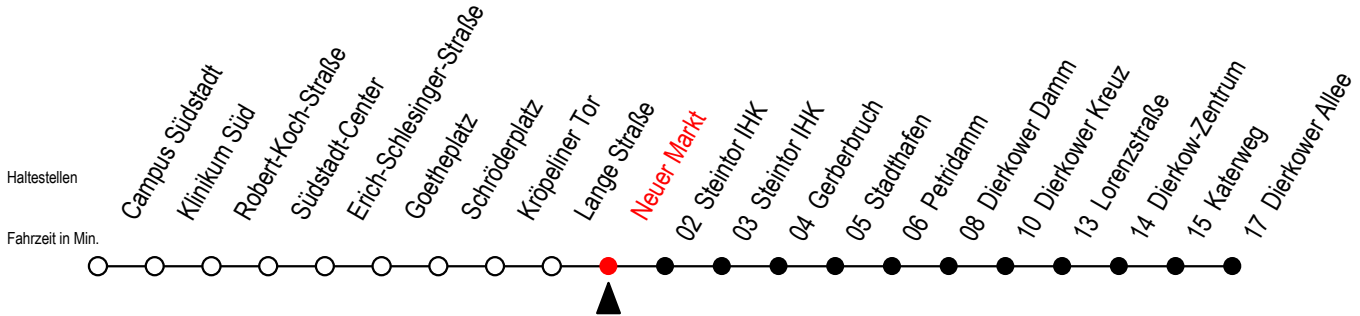 Haltestellen
Fahrzeit in Min.
Campus Südstadt
Klinikum Süd
Robert-Koch-Straße
Südstadt-Center
Erich-Schlesinger-Straße
Goetheplatz
Schröderplatz
Kröpeliner Tor
Lange Straße
Neuer Markt
02 Steintor IHK
03 Steintor IHK
04 Gerberbruch
05 Stadthafen
06 Petridamm
08 Dierkower Damm
10 Dierkower Kreuz
13 Lorenzstraße
14 Dierkow-Zentrum
15 Katenweg
17 Dierkower Allee